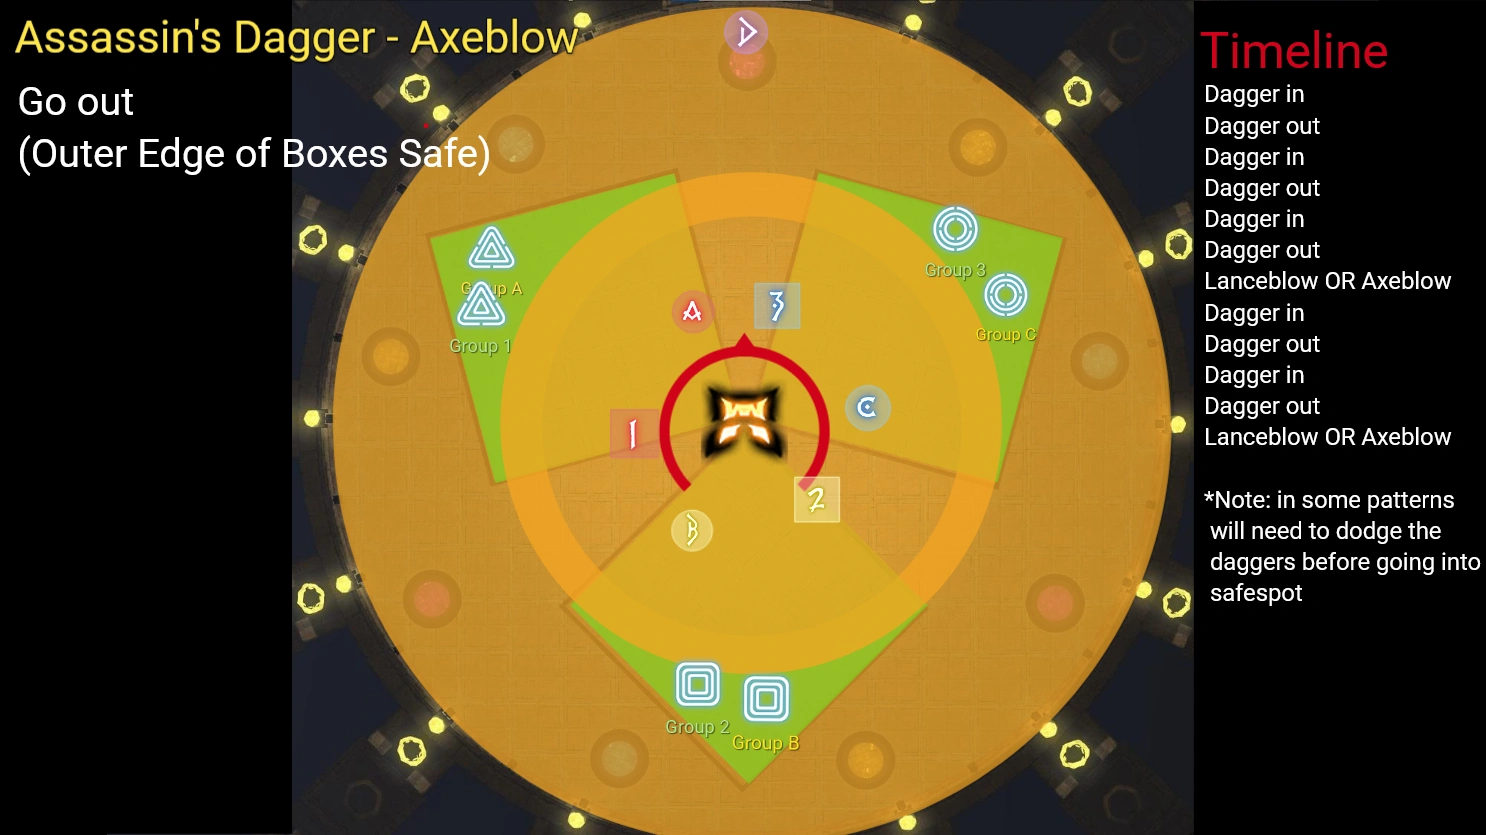 Assassin's Dagger - Axeblow
Go out
(Outer Edge of Boxes Safe)
D
Group A
Group 1
A
3
Group 3
Group C
1
C
2
B
Group 2
Group B
Timeline
Dagger in
Dagger out
Dagger in
Dagger out
Dagger in
Dagger out
Lanceblow OR Axeblow
Dagger in
Dagger out
Dagger in
Dagger out
Lanceblow OR Axeblow
*Note: in some patterns
will need to dodge the
daggers before going into
safespot